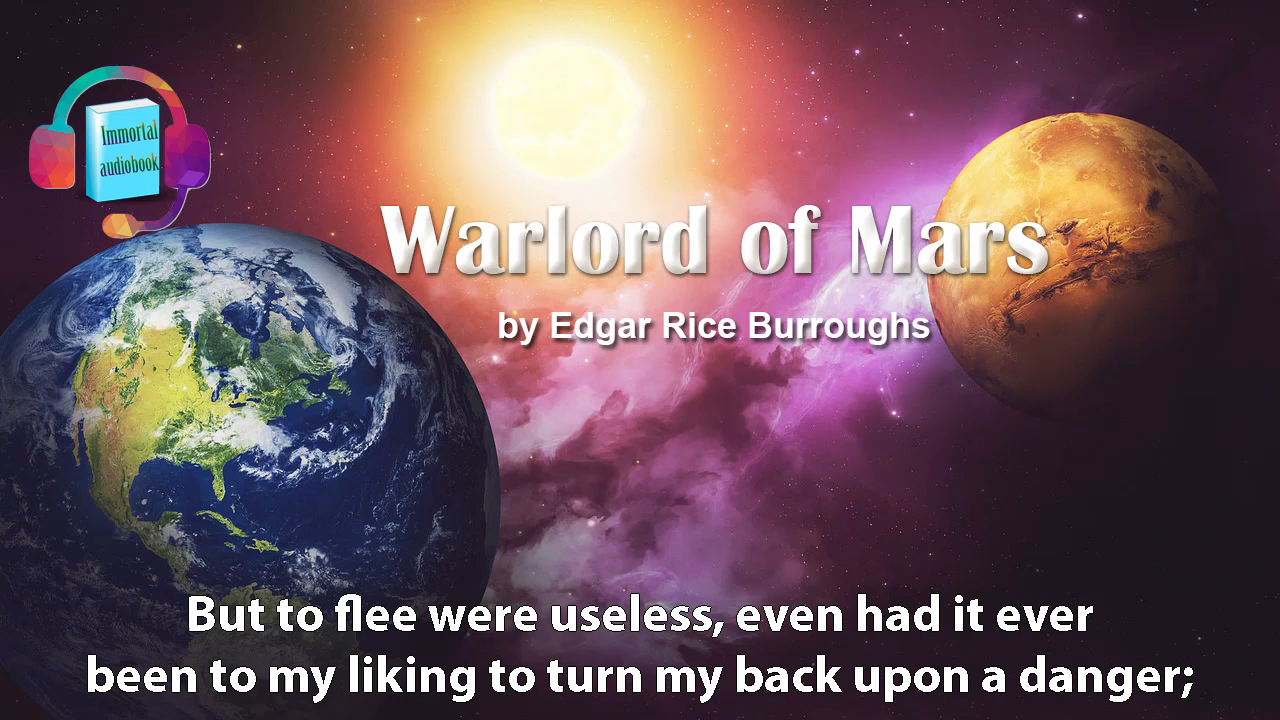 Immortal
audiobook
Warlord of Mars
by Edgar Rice Burroughs
But to flee were useless, even had it ever
been to my liking to turn my back upon a danger;